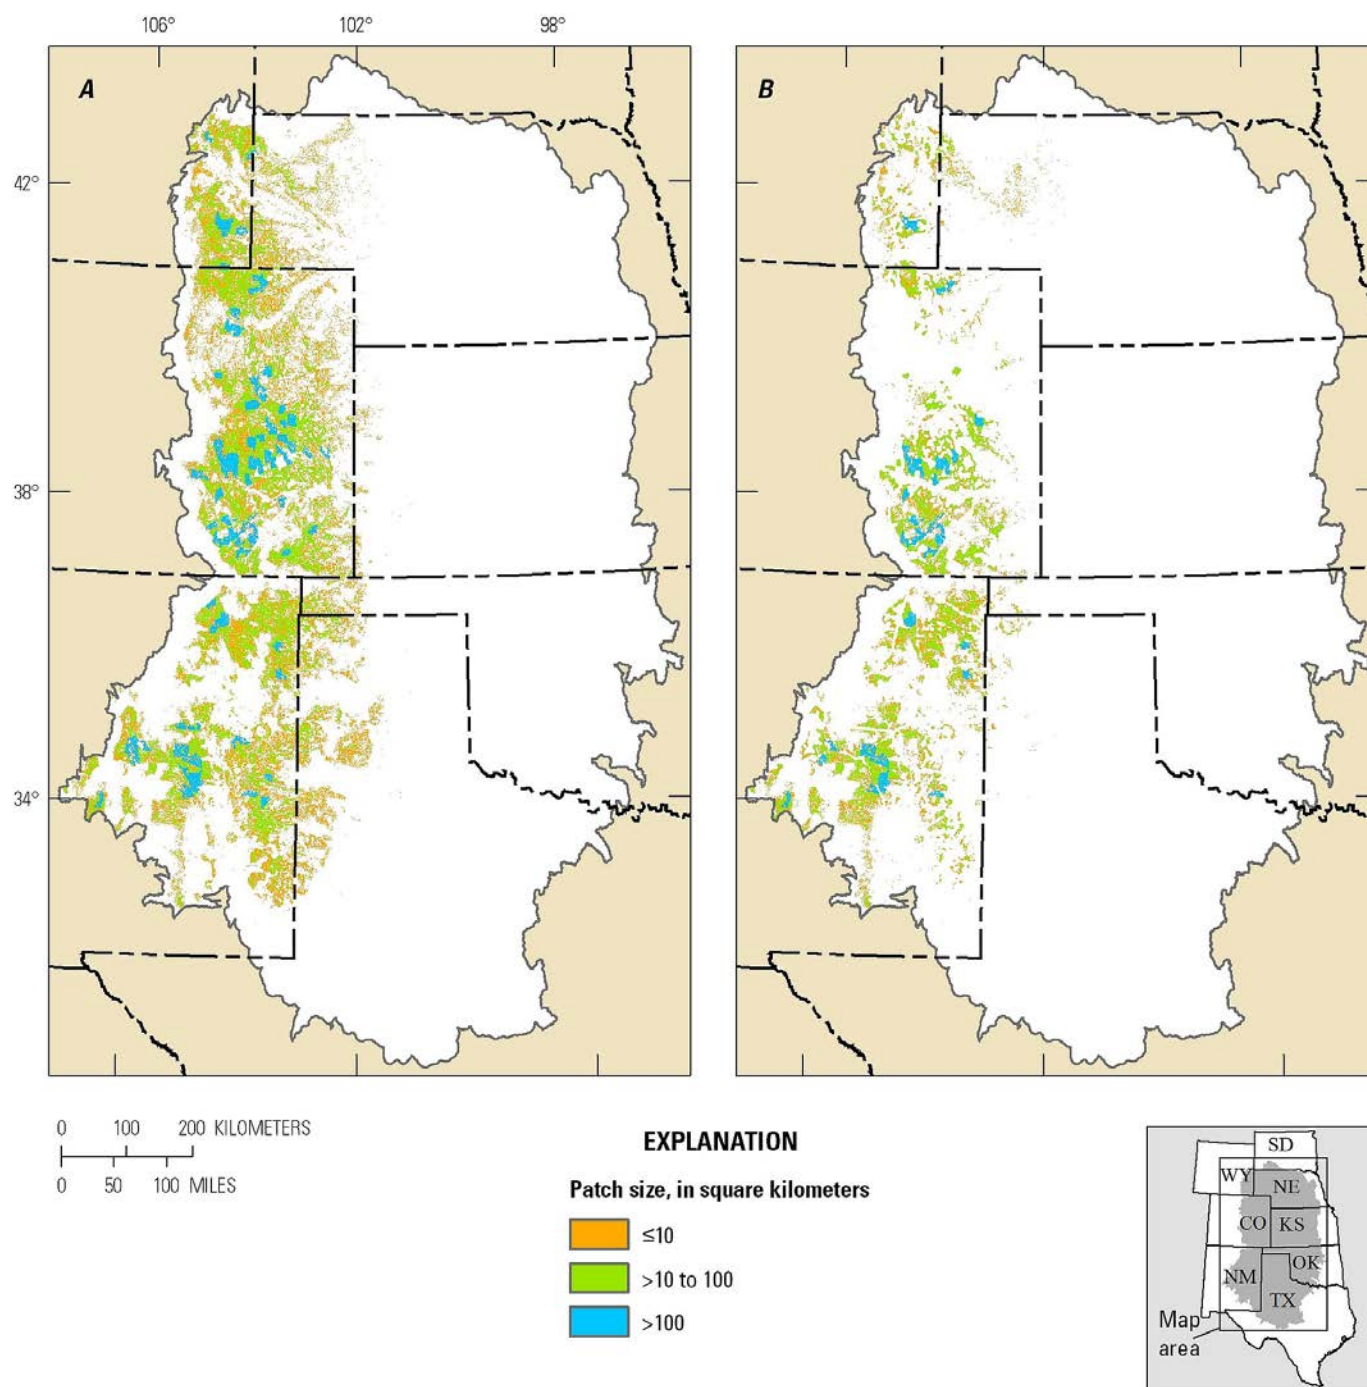 106° 102° 98°
A
B
42°
38°
34°
0 100 200 KILOMETERS
0 50 100 MILES
EXPLANATION
Patch size, in square kilometers
≤10
>10 to 100
>100
SD
WY
NE
CO KS
NM OK
TX
Map
area